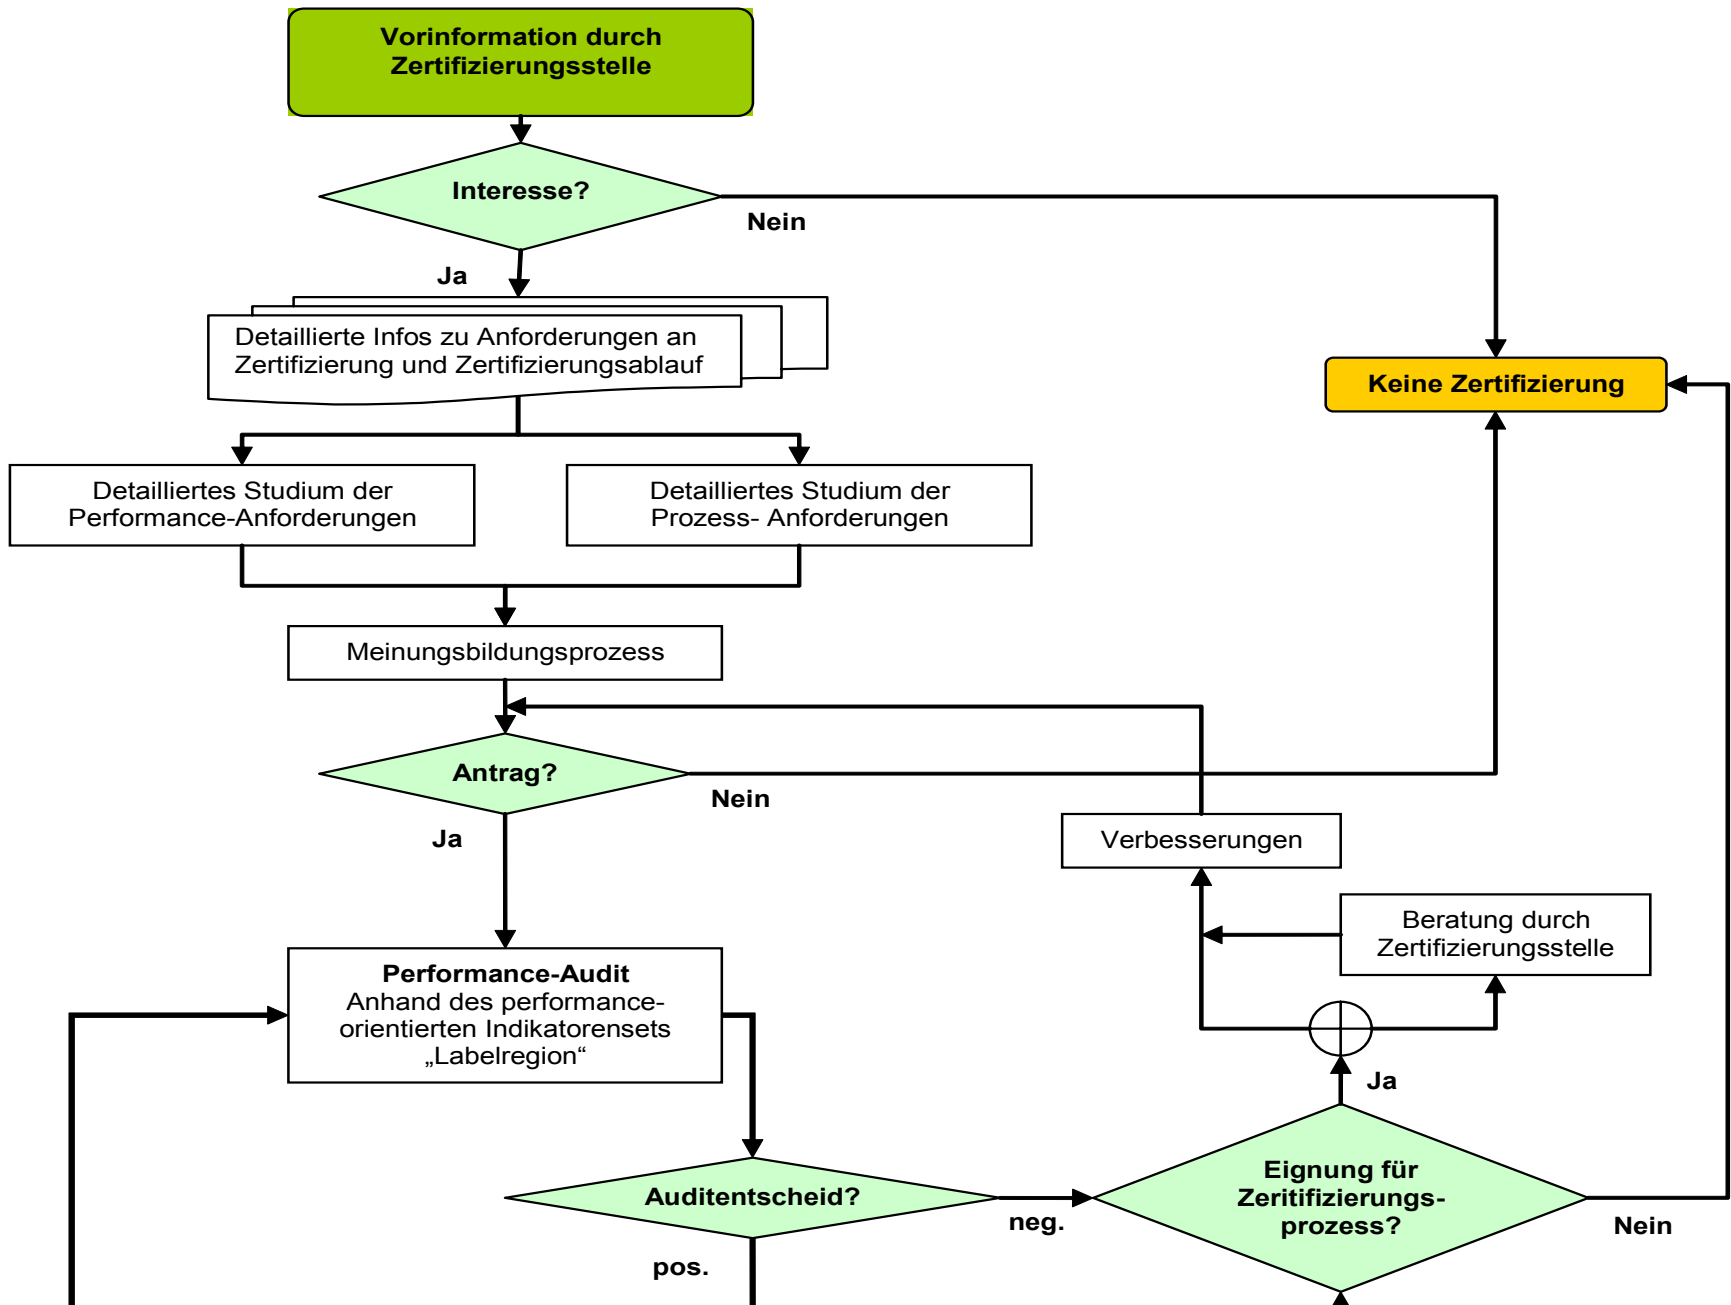 Vorinformation durch
Zertifizierungsstelle
Interesse?
Nein
Ja
Detaillierte Infos zu Anforderungen an
Zertifizierung und Zertifizierungsablauf
Keine Zertifizierung
Detailliertes Studium der
Performance-Anforderungen
Detailliertes Studium der
Prozess- Anforderungen
Meinungsbildungsprozess
Antrag?
Nein
Ja
Verbesserungen
Beratung durch
Zertifizierungsstelle
Performance-Audit
Anhand des performance-
orientierten Indikatorensets
„Labelregion“
Ja
Auditentscheid?
neg.
pos.
Eignung für
Zeritifizierungs-
prozess?
Nein